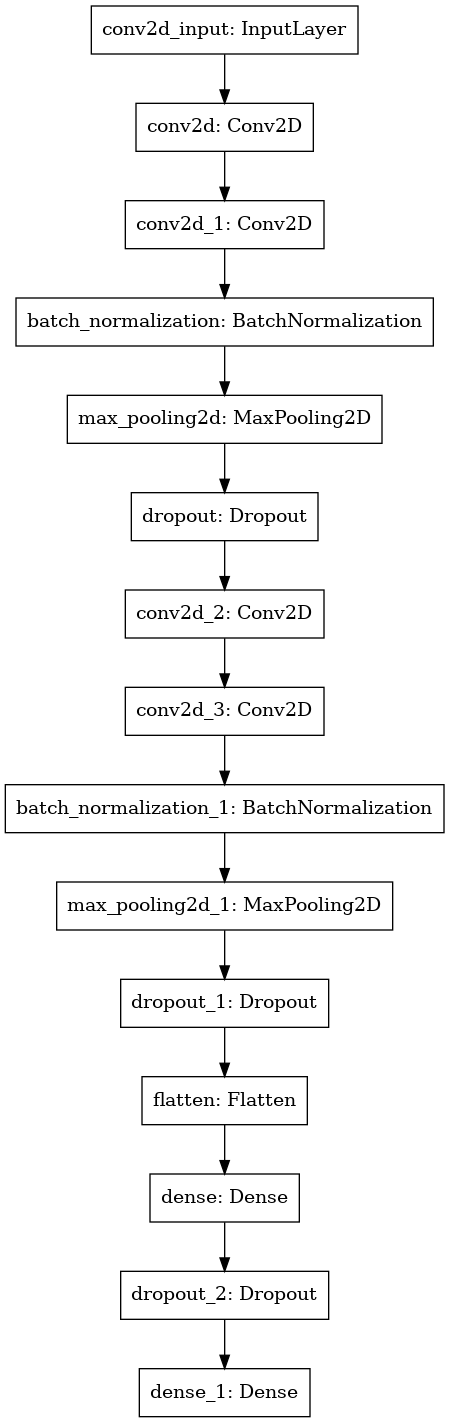 conv2d_input: InputLayer
conv2d: Conv2D
conv2d_1: Conv2D
batch_normalization: BatchNormalization
max_pooling2d: MaxPooling2D
dropout: Dropout
conv2d_2: Conv2D
conv2d_3: Conv2D
batch_normalization_1: BatchNormalization
max_pooling2d_1: MaxPooling2D
dropout_1: Dropout
flatten: Flatten
dense: Dense
dropout_2: Dropout
dense_1: Dense